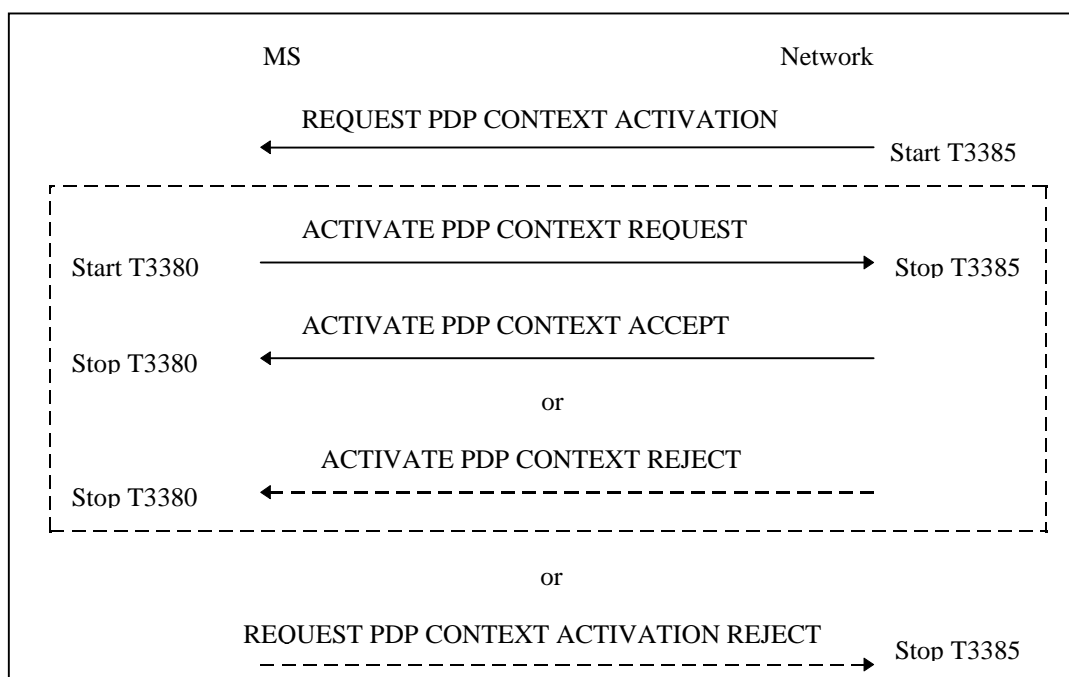 MS Network
REQUEST PDP CONTEXT ACTIVATION
Start T3385
ACTIVATE PDP CONTEXT REQUEST
Start T3380 Stop T3385
ACTIVATE PDP CONTEXT ACCEPT
Stop T3380
or
ACTIVATE PDP CONTEXT REJECT
Stop T3380
or
REQUEST PDP CONTEXT ACTIVATION REJECT
Stop T3385